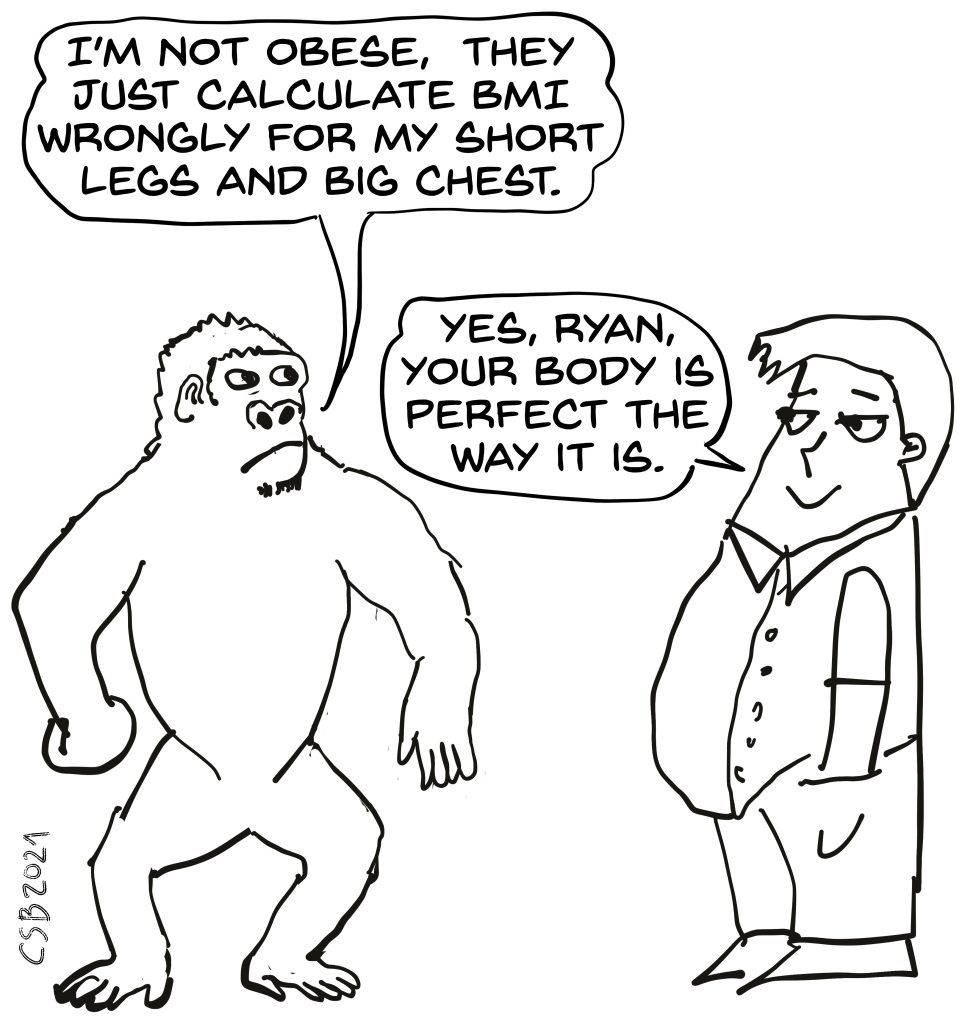 I'M NOT OBESE, THEY
JUST CALCULATE BMI
WRONGLY FOR MY SHORT
LEGS AND BIG CHEST.
YES, RYAN,
YOUR BODY IS
PERFECT THE
WAY IT IS.
CSB2021